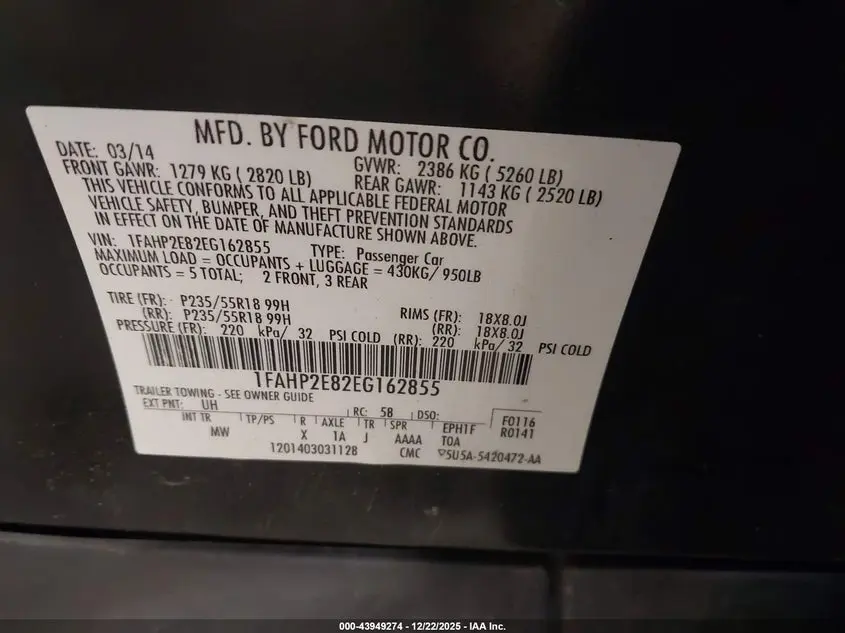 MFD. BY FORD MOTOR CO.
DATE: 03/14 GVWR: 2386 KG ( 5260 LB)
FRONT GAWR: 1279 KG ( 2820 LB) REAR GAWR: 1143 KG ( 2520 LB)
THIS VEHICLE CONFORMS TO ALL APPLICABLE FEDERAL MOTOR
VEHICLE SAFETY, BUMPER, AND THEFT PREVENTION STANDARDS
IN EFFECT ON THE DATE OF MANUFACTURE SHOWN ABOVE.
VIN: 1FAHP2E82EG162855 TYPE: Passenger Car
MAXIMUM LOAD = OCCUPANTS + LUGGAGE = 430KG/ 950LB
OCCUPANTS = 5 TOTAL; 2 FRONT, 3 REAR
TIRE (FR): P235/55R18 99H RIMS (FR): 18X8.0J
(RR): P235/55R18 99H (RR): 18X8.0J
PRESSURE (FR): 220 kPa/ 32 PSI COLD (RR): 220 kPa/ 32 PSI COLD
1FAHP2E82EG162855
TRAILER TOWING - SEE OWNER GUIDE
EXT PNT: UH RC: 58 DSO: F0116
INT TR TP/PS R AXLE TR SPR EPH1F R0141
MW X 1A J AAAA TOA
1201403031128 CMC 5U5A-5420472-AA
000-43949274 - 12/22/2025 - IAA Inc.